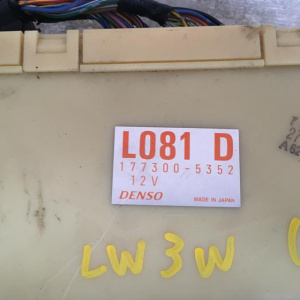 L081 D
177300-5352
12V
DENSO MADE IN JAPAN
LW3W